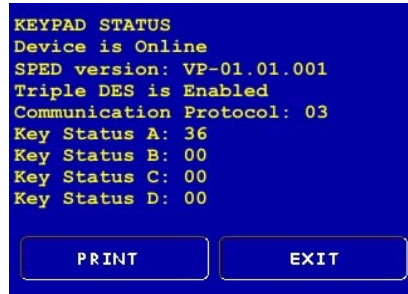 KEYPAD STATUS
Device is Online
SPED version: VP-01.01.001
Triple DES is Enabled
Communication Protocol: 03
Key Status A: 36
Key Status B: 00
Key Status C: 00
Key Status D: 00
PRINT
EXIT